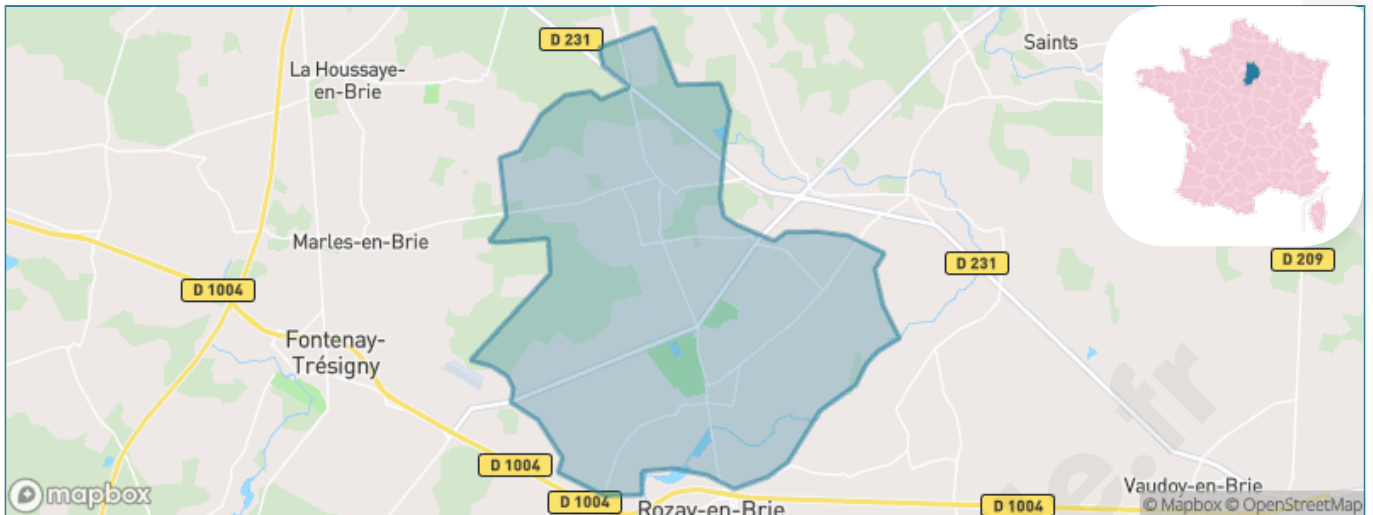 D 231
Saints
La Houssaye-
en-Brie
Marles-en-Brie
D 231
D 209
D 1004
Fontenay-
Trésigny
D 1004
D 1004
Rozay-en-Brie
D 1004
Vaudoy-en-Brie
mapbox
© Mapbox © OpenStreetMap
e.fr